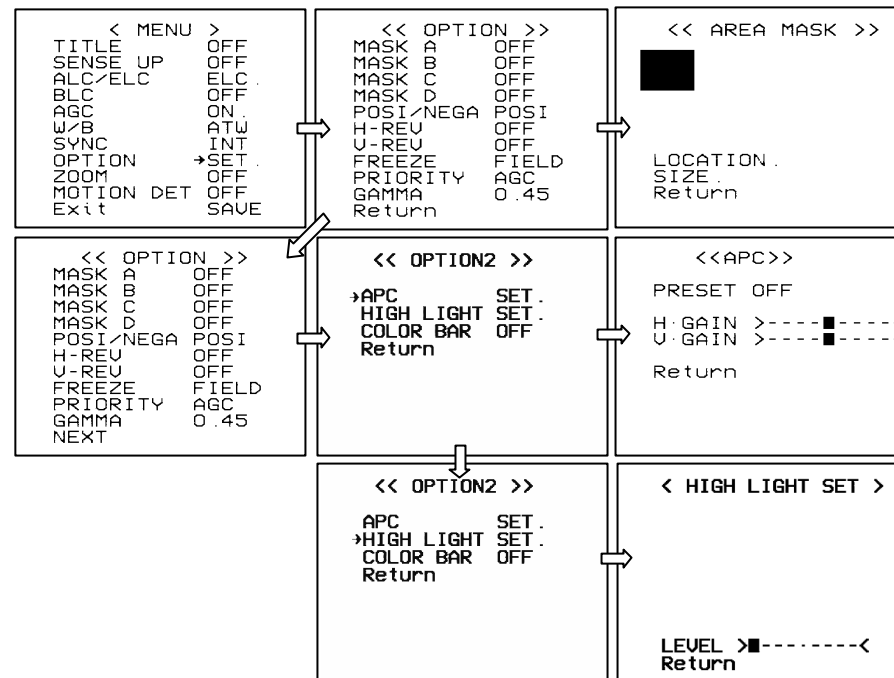 < MENU >
TITLE OFF
SENSE UP OFF
ALC/ELC ELC.
BLC OFF
AGC ON.
W/B ATW
SYNC INT
OPTION →SET.
ZOOM OFF
MOTION DET OFF
Exit SAVE
<< OPTION >>
MASK A OFF
MASK B OFF
MASK C OFF
MASK D OFF
POSI/NEGA POSI
H-REV OFF
V-REV OFF
FREEZE FIELD
PRIORITY AGC
GAMMA 0.45
Return
<< AREA MASK >>
LOCATION.
SIZE.
Return
<< OPTION >>
MASK A OFF
MASK B OFF
MASK C OFF
MASK D OFF
POSI/NEGA POSI
H-REV OFF
V-REV OFF
FREEZE FIELD
PRIORITY AGC
GAMMA 0.45
NEXT
<< OPTION2 >>
→APC SET.
HIGH LIGHT SET.
COLOR BAR OFF
Return
<<APC>>
PRESET OFF
H·GAIN >----■----
V·GAIN >----■----
Return
<< OPTION2 >>
APC SET.
→HIGH LIGHT SET.
COLOR BAR OFF
Return
< HIGH LIGHT SET >
LEVEL >■---------<
Return